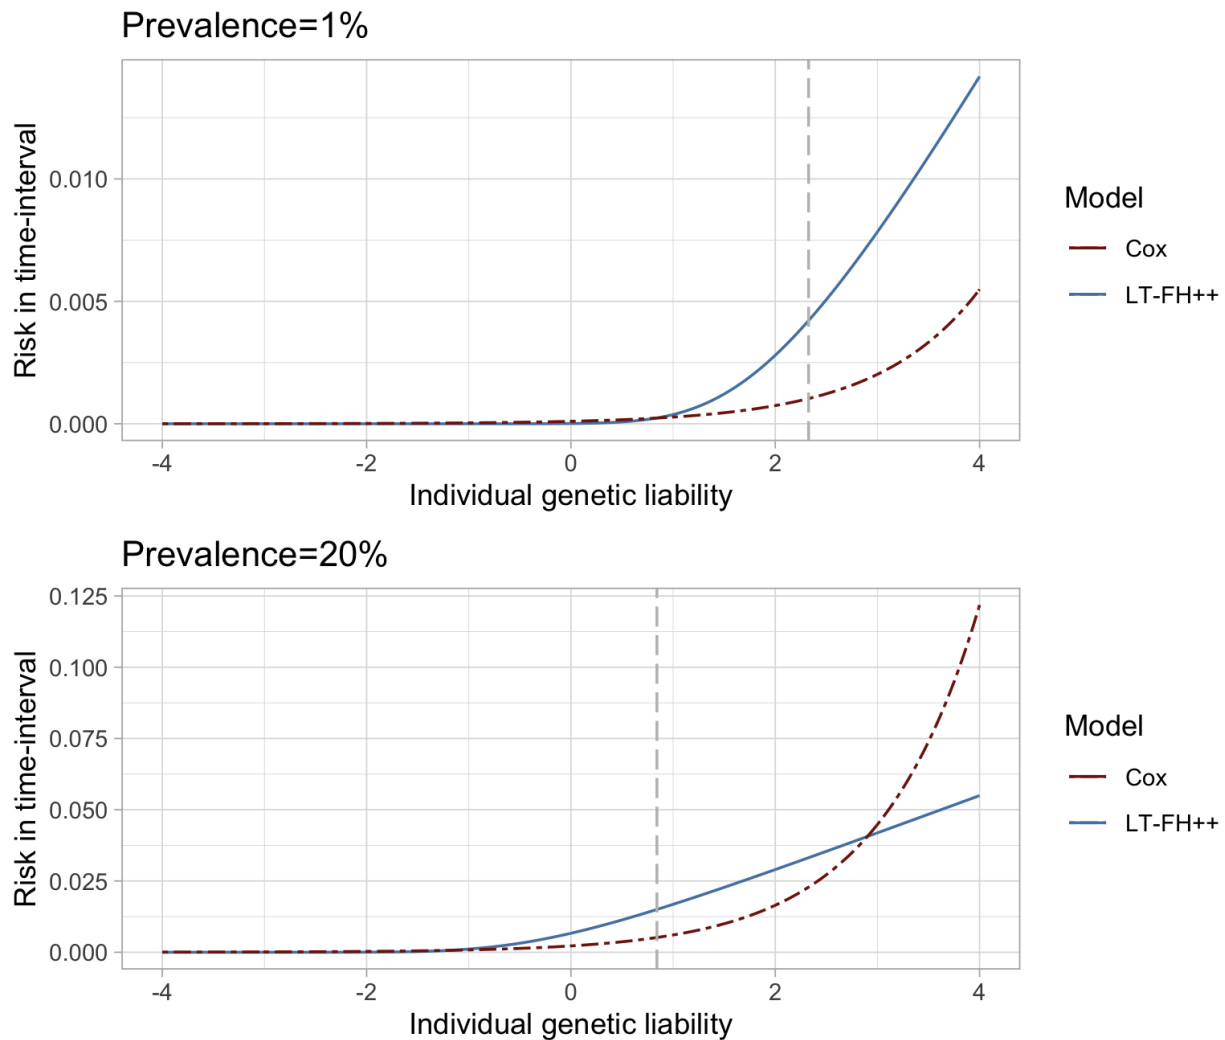 Prevalence=1%
Risk in time-interval
0.010
0.005
0.000
-4 -2 0 2 4
Individual genetic liability
Model
Cox
LT-FH++
Prevalence=20%
Risk in time-interval
0.125
0.100
0.075
0.050
0.025
0.000
-4 -2 0 2 4
Individual genetic liability
Model
Cox
LT-FH++